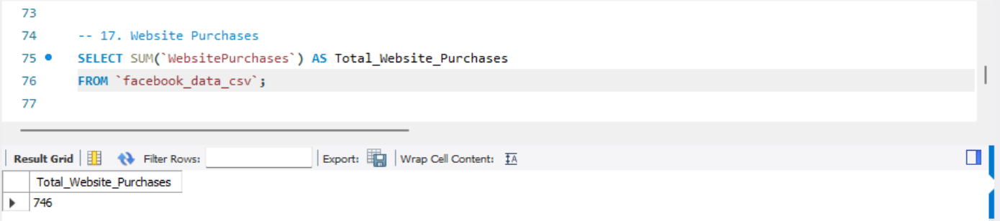 73
74 -- 17. Website Purchases
75 SELECT SUM(`WebsitePurchases`) AS Total_Website_Purchases
76 FROM `facebook_data_csv`;
77
Result Grid Filter Rows: Export: Wrap Cell Content: IA
Total_Website_Purchases
746